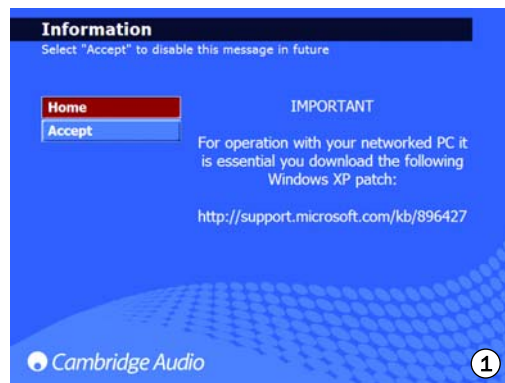 Information
Select "Accept" to disable this message in future
Home
Accept
IMPORTANT
For operation with your networked PC it
is essential you download the following
Windows XP patch:
http://support.microsoft.com/kb/896427
Cambridge Audio
1